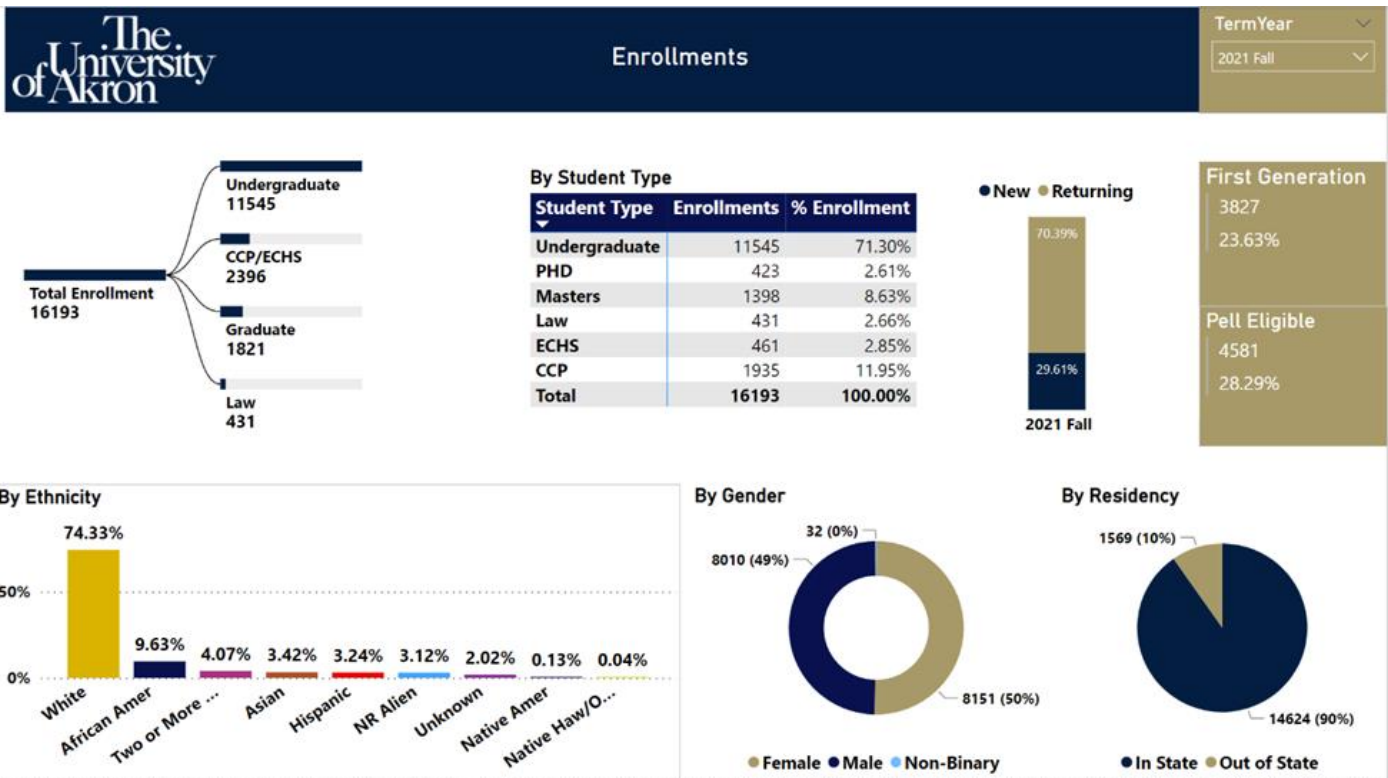 The
University
of Akron
Enrollments
TermYear
2021 Fall
Undergraduate
11545
CCP/ECHS
2396
Total Enrollment
16193
Graduate
1821
Law
431
By Student Type
Student Type Enrollments % Enrollment
Undergraduate 11545 71.30%
PHD 423 2.61%
Masters 1398 8.63%
Law 431 2.66%
ECHS 461 2.85%
CCP 1935 11.95%
Total 16193 100.00%
New Returning
70.39%
29.61%
2021 Fall
First Generation
3827
23.63%
Pell Eligible
4581
28.29%
By Ethnicity
74.33%
50%
9.63% 4.07% 3.42% 3.24% 3.12% 2.02% 0.13% 0.04%
0%
White African Amer Two or More ... Asian Hispanic NR Alien Unknown Native Amer Native Haw/O...
By Gender
32 (0%)
8010 (49%)
8151 (50%)
Female Male Non-Binary
By Residency
1569 (10%)
14624 (90%)
In State Out of State